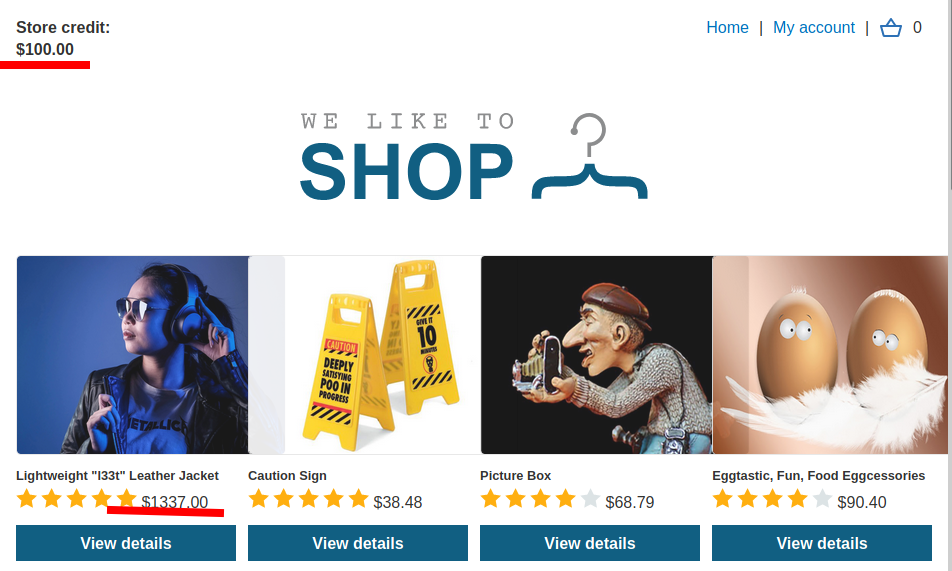 Store credit:
$100.00
Home | My account | 0
WE LIKE TO
SHOP
CAUTION
DEEPLY
SATISFYING
POO IN
PROGRESS
GIVE IT
10
MINUTES
METALLICA
Lightweight "l33t" Leather Jacket
$1337.00
View details
Caution Sign
$38.48
View details
Picture Box
$68.79
View details
Eggtastic, Fun, Food Eggcessories
$90.40
View details